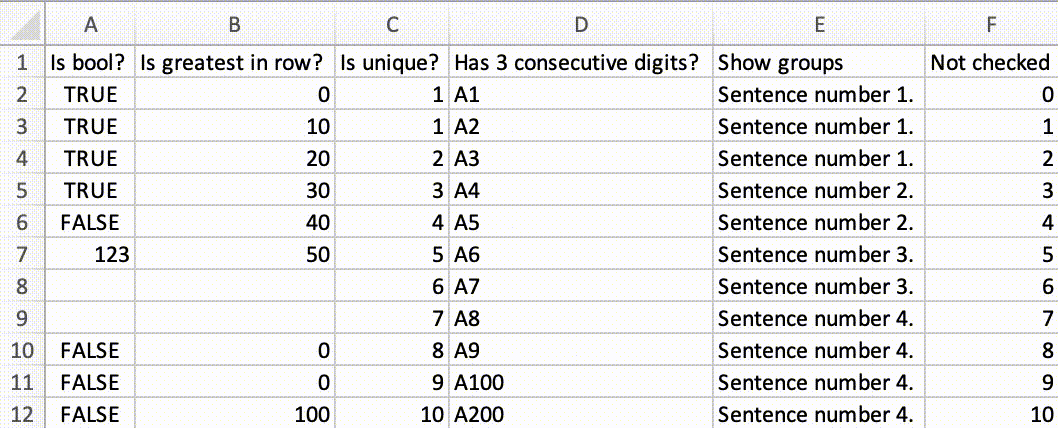 A B C D E F
1 Is bool? Is greatest in row? Is unique? Has 3 consecutive digits? Show groups Not checked
2 TRUE 0 1 A1 Sentence number 1. 0
3 TRUE 10 1 A2 Sentence number 1. 1
4 TRUE 20 2 A3 Sentence number 1. 2
5 TRUE 30 3 A4 Sentence number 2. 3
6 FALSE 40 4 A5 Sentence number 2. 4
7 123 50 5 A6 Sentence number 3. 5
8 6 A7 Sentence number 3. 6
9 7 A8 Sentence number 4. 7
10 FALSE 0 8 A9 Sentence number 4. 8
11 FALSE 0 9 A100 Sentence number 4. 9
12 FALSE 100 10 A200 Sentence number 4. 10